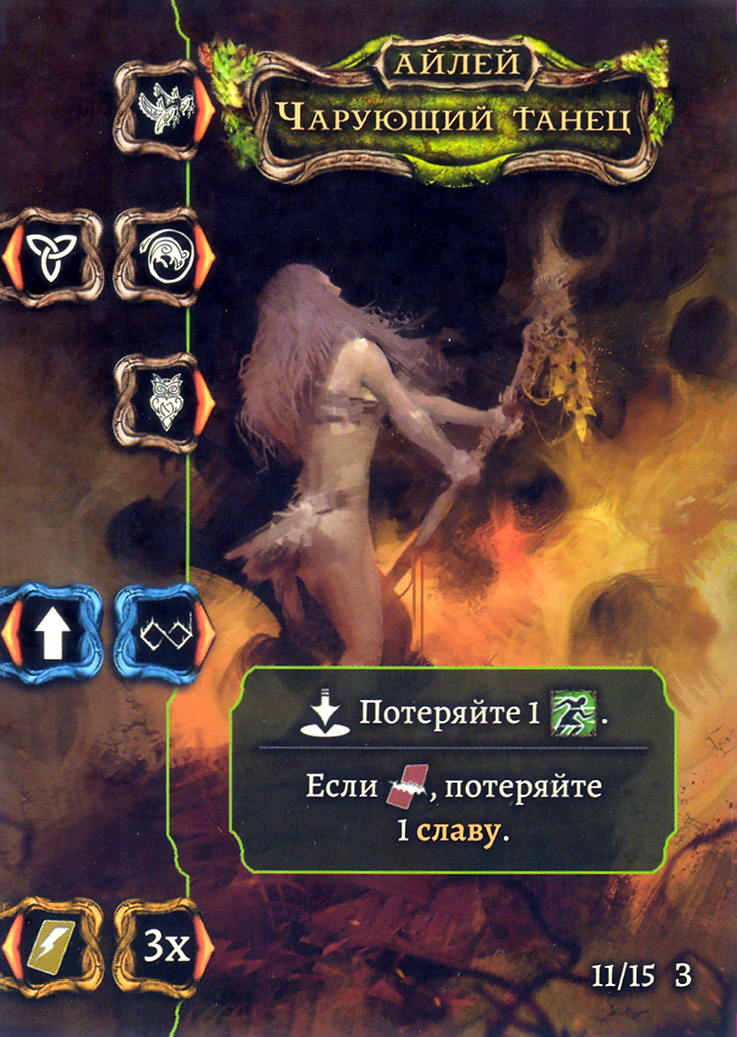 АЙЛЕЙ
Чарующий танец
Потеряйте 1 .
Если , потеряйте
1 славу.
3x
11/15 3